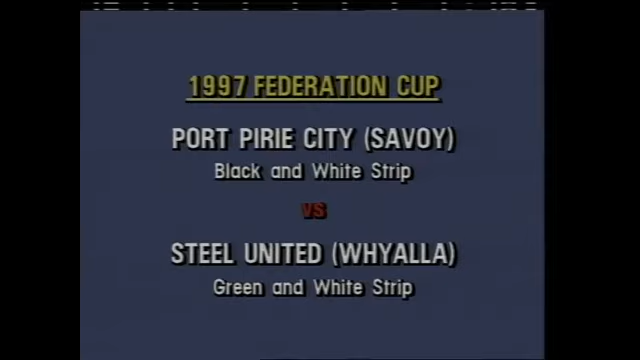 1997 FEDERATION CUP
PORT PIRIE CITY (SAVOY)
Black and White Strip
VS
STEEL UNITED (WHYALLA)
Green and White Strip